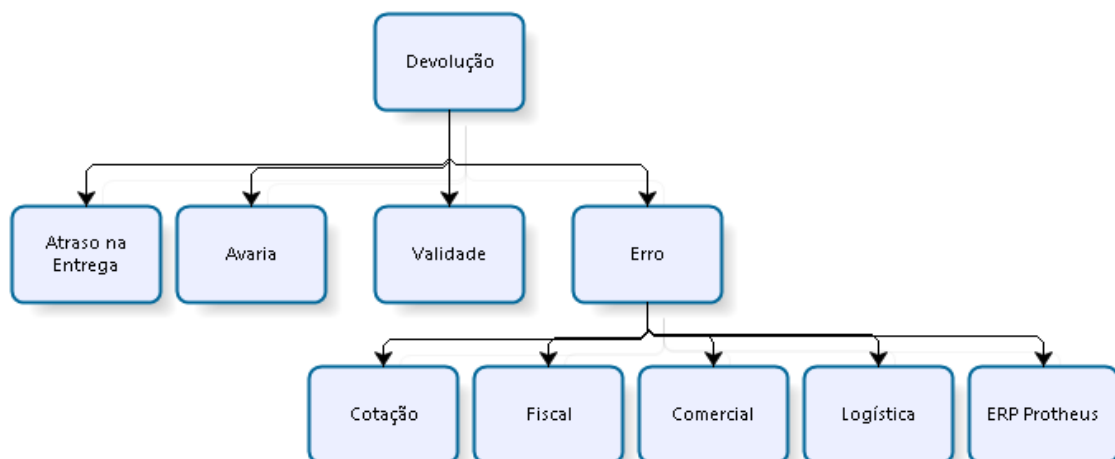 Devolução
Atraso na
Entrega
Avaria
Validade
Erro
Cotação
Fiscal
Comercial
Logística
ERP Protheus